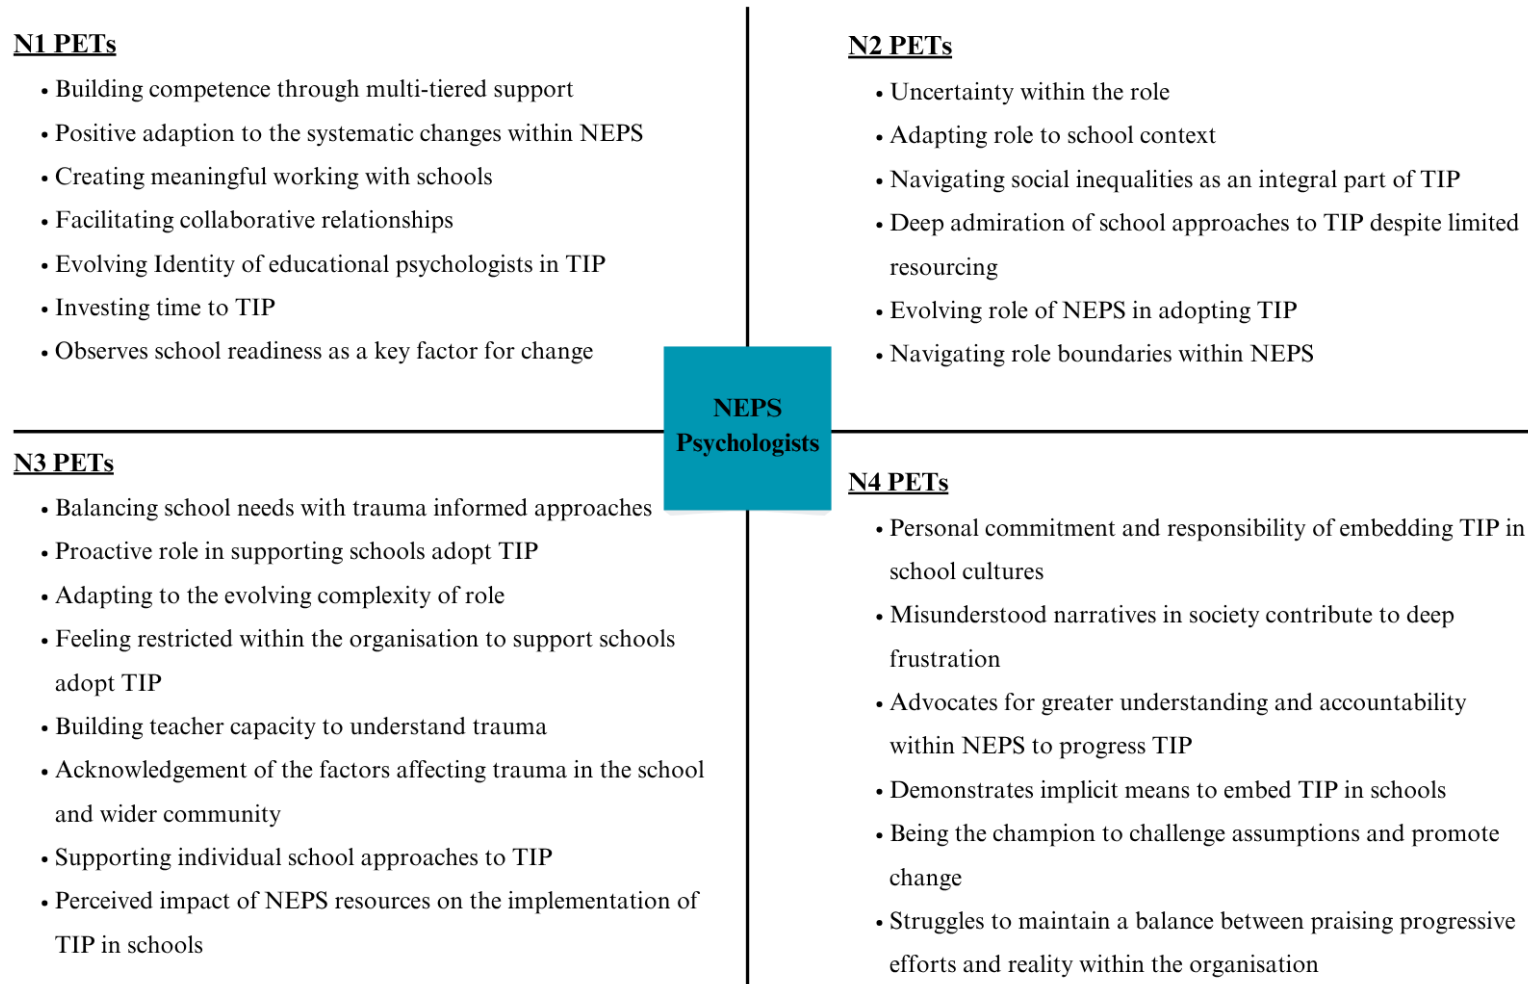 N1 PETs
• Building competence through multi-tiered support
• Positive adaption to the systematic changes within NEPS
• Creating meaningful working with schools
• Facilitating collaborative relationships
• Evolving Identity of educational psychologists in TIP
• Investing time to TIP
• Observes school readiness as a key factor for change
N2 PETs
• Uncertainty within the role
• Adapting role to school context
• Navigating social inequalities as an integral part of TIP
• Deep admiration of school approaches to TIP despite limited
resourcing
• Evolving role of NEPS in adopting TIP
• Navigating role boundaries within NEPS
NEPS
Psychologists
N3 PETs
• Balancing school needs with trauma informed approaches
• Proactive role in supporting schools adopt TIP
• Adapting to the evolving complexity of role
• Feeling restricted within the organisation to support schools
adopt TIP
• Building teacher capacity to understand trauma
• Acknowledgement of the factors affecting trauma in the school
and wider community
• Supporting individual school approaches to TIP
• Perceived impact of NEPS resources on the implementation of
TIP in schools
N4 PETs
• Personal commitment and responsibility of embedding TIP in
school cultures
• Misunderstood narratives in society contribute to deep
frustration
• Advocates for greater understanding and accountability
within NEPS to progress TIP
• Demonstrates implicit means to embed TIP in schools
• Being the champion to challenge assumptions and promote
change
• Struggles to maintain a balance between praising progressive
efforts and reality within the organisation